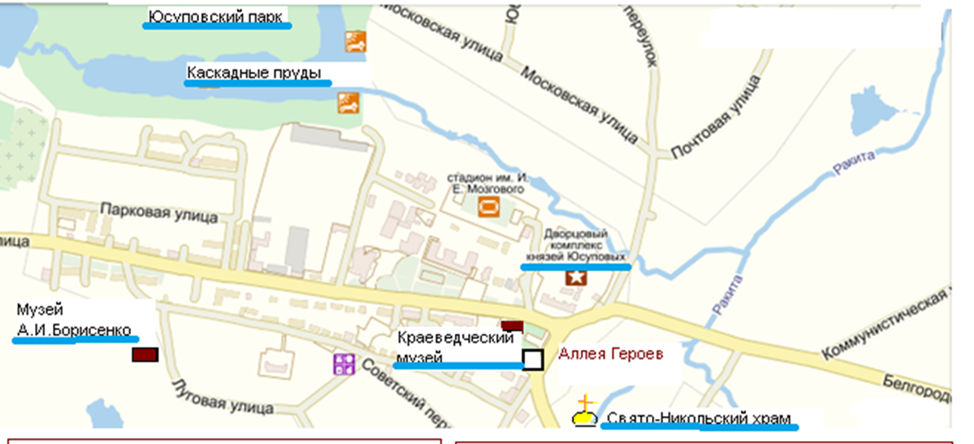 Юсуповский парк
Каскадные пруды
Московская улица
переулок
Московская улица
Почтовая улица
Ракита
стадион им. И.
Е. Мозгового
Парковая улица
Дворцовый
комплекс
князей Юсуповых
Ракита
Музей
А.И.Борисенко
Краеведческий
музей
Аллея Героев
Коммунистическая
Белгород
Луговая улица
Советский пер
Свято-Никольский храм